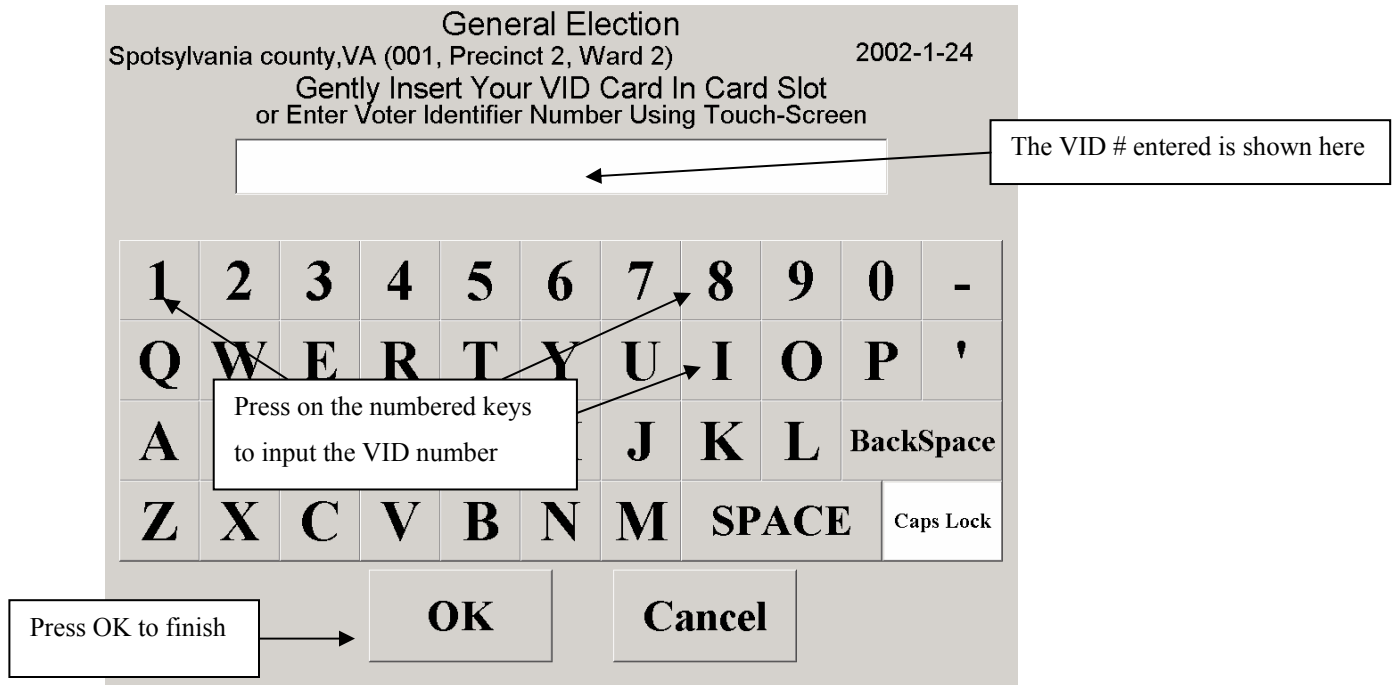 General Election
Spotsylvania county,VA (001, Precinct 2, Ward 2) 2002-1-24
Gently Insert Your VID Card In Card Slot
or Enter Voter Identifier Number Using Touch-Screen
The VID # entered is shown here
1 2 3 4 5 6 7 8 9 0 -
Q W E R T Y U I O P '
Press on the numbered keys
to input the VID number
A J K L BackSpace
Z X C V B N M SPACE Caps Lock
OK Cancel
Press OK to finish